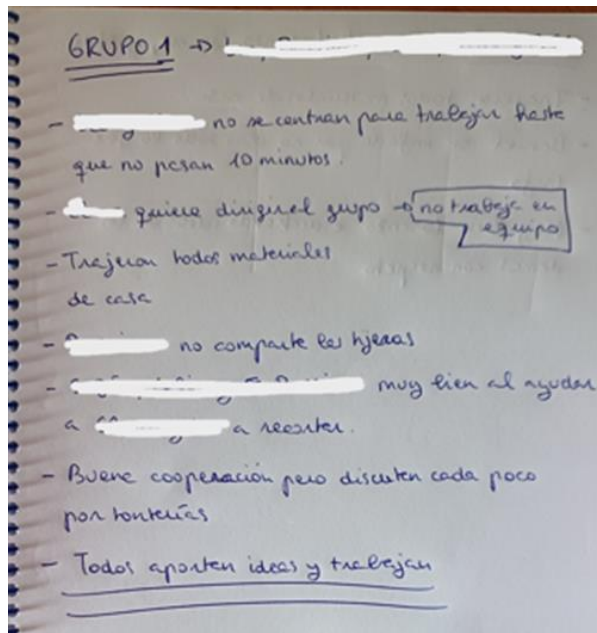 GRUPO 1 →
- no se centran para trabajar hasta
que no pasan 10 minutos.
- quiere dirigir el grupo → no trabaja en
equipo
- Trajeron todos materiales
de casa
- no comparte las tijeras
- muy bien al ayudar
a a recortar.
- Buena cooperación pero discuten cada poco
por tonterías
- Todos aportan ideas y trabajan